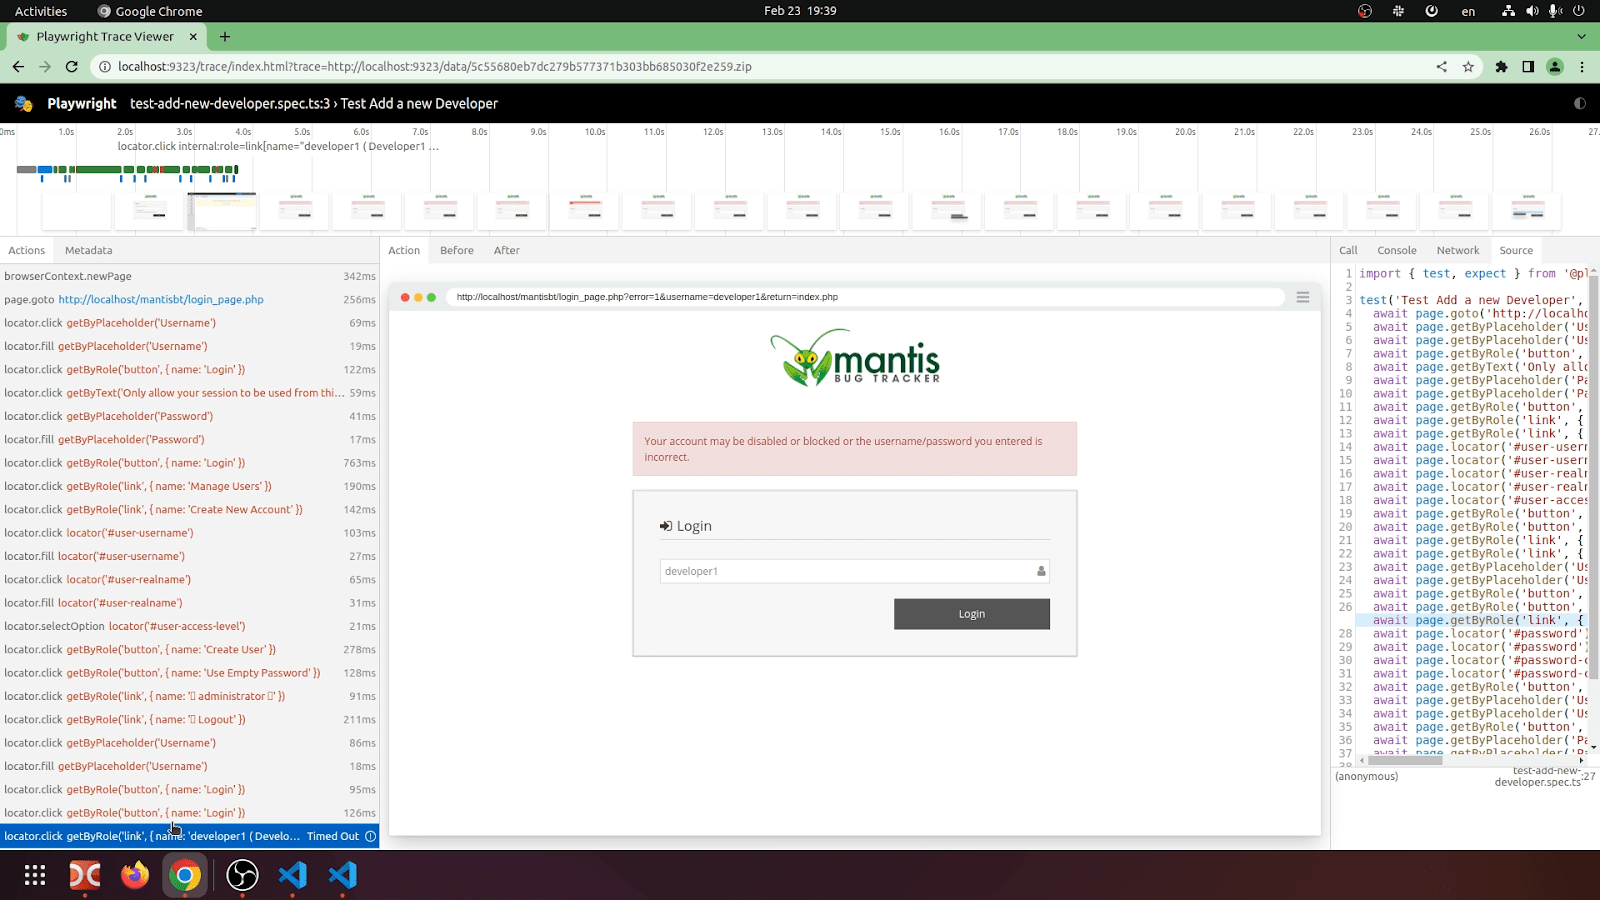 Activities
Google Chrome
Feb 23 19:39
en
Playwright Trace Viewer
localhost:9323/trace/index.html?trace=http://localhost:9323/data/5c55680eb7dc279b577371b303bb685030f2e259.zip
Playwright test-add-new-developer.spec.ts:3 › Test Add a new Developer
0ms 1.0s 2.0s 3.0s 4.0s 5.0s 6.0s 7.0s 8.0s 9.0s 10.0s 11.0s 12.0s 13.0s 14.0s 15.0s 16.0s 17.0s 18.0s 19.0s 20.0s 21.0s 22.0s 23.0s 24.0s 25.0s 26.0s 27.
locator.click internal:role=link[name="developer1 ( Developer1 ...
Actions Metadata
browserContext.newPage 342ms
page.goto http://localhost/mantisbt/login_page.php 256ms
locator.click getByPlaceholder('Username') 69ms
locator.fill getByPlaceholder('Username') 19ms
locator.click getByRole('button', { name: 'Login' }) 122ms
locator.click getByText('Only allow your session to be used from thi... 59ms
locator.click getByPlaceholder('Password') 41ms
locator.fill getByPlaceholder('Password') 17ms
locator.click getByRole('button', { name: 'Login' }) 763ms
locator.click getByRole('link', { name: 'Manage Users' }) 190ms
locator.click getByRole('link', { name: 'Create New Account' }) 142ms
locator.click locator('#user-username') 103ms
locator.fill locator('#user-username') 27ms
locator.click locator('#user-realname') 65ms
locator.fill locator('#user-realname') 31ms
locator.selectOption locator('#user-access-level') 21ms
locator.click getByRole('button', { name: 'Create User' }) 278ms
locator.click getByRole('button', { name: 'Use Empty Password' }) 128ms
locator.click getByRole('link', { name: ' administrator ' }) 91ms
locator.click getByRole('link', { name: ' Logout' }) 211ms
locator.click getByPlaceholder('Username') 86ms
locator.fill getByPlaceholder('Username') 18ms
locator.click getByRole('button', { name: 'Login' }) 95ms
locator.click getByRole('button', { name: 'Login' }) 126ms
locator.click getByRole('link', { name: 'developer1 ( Develo... Timed Out
Action Before After
http://localhost/mantisbt/login_page.php?error=1&username=developer1&return=index.php
mantis
BUG TRACKER
Your account may be disabled or blocked or the username/password you entered is
incorrect.
Login
developer1
Login
Call Console Network Source
1 import { test, expect } from '@pl
2
3 test('Test Add a new Developer',
4 await page.goto('http://localho
5 await page.getByPlaceholder('Us
6 await page.getByPlaceholder('Us
7 await page.getByRole('button',
8 await page.getByText('Only allo
9 await page.getByPlaceholder('Pa
10 await page.getByPlaceholder('Pa
11 await page.getByRole('button',
12 await page.getByRole('link', {
13 await page.getByRole('link', {
14 await page.locator('#user-usern
15 await page.locator('#user-usern
16 await page.locator('#user-realn
17 await page.locator('#user-realn
18 await page.locator('#user-acces
19 await page.getByRole('button',
20 await page.getByRole('button',
21 await page.getByRole('link', {
22 await page.getByRole('link', {
23 await page.getByPlaceholder('Us
24 await page.getByPlaceholder('Us
25 await page.getByRole('button',
26 await page.getByRole('button',
await page.getByRole('link', {
28 await page.locator('#password')
29 await page.locator('#password')
30 await page.locator('#password-c
31 await page.locator('#password-c
32 await page.getByRole('button',
33 await page.getByPlaceholder('Us
34 await page.getByPlaceholder('Us
35 await page.getByRole('button',
36 await page.getByPlaceholder('Pa
37 await page.getByPlaceholder('Pa
38
(anonymous) test-add-new-
developer.spec.ts :27